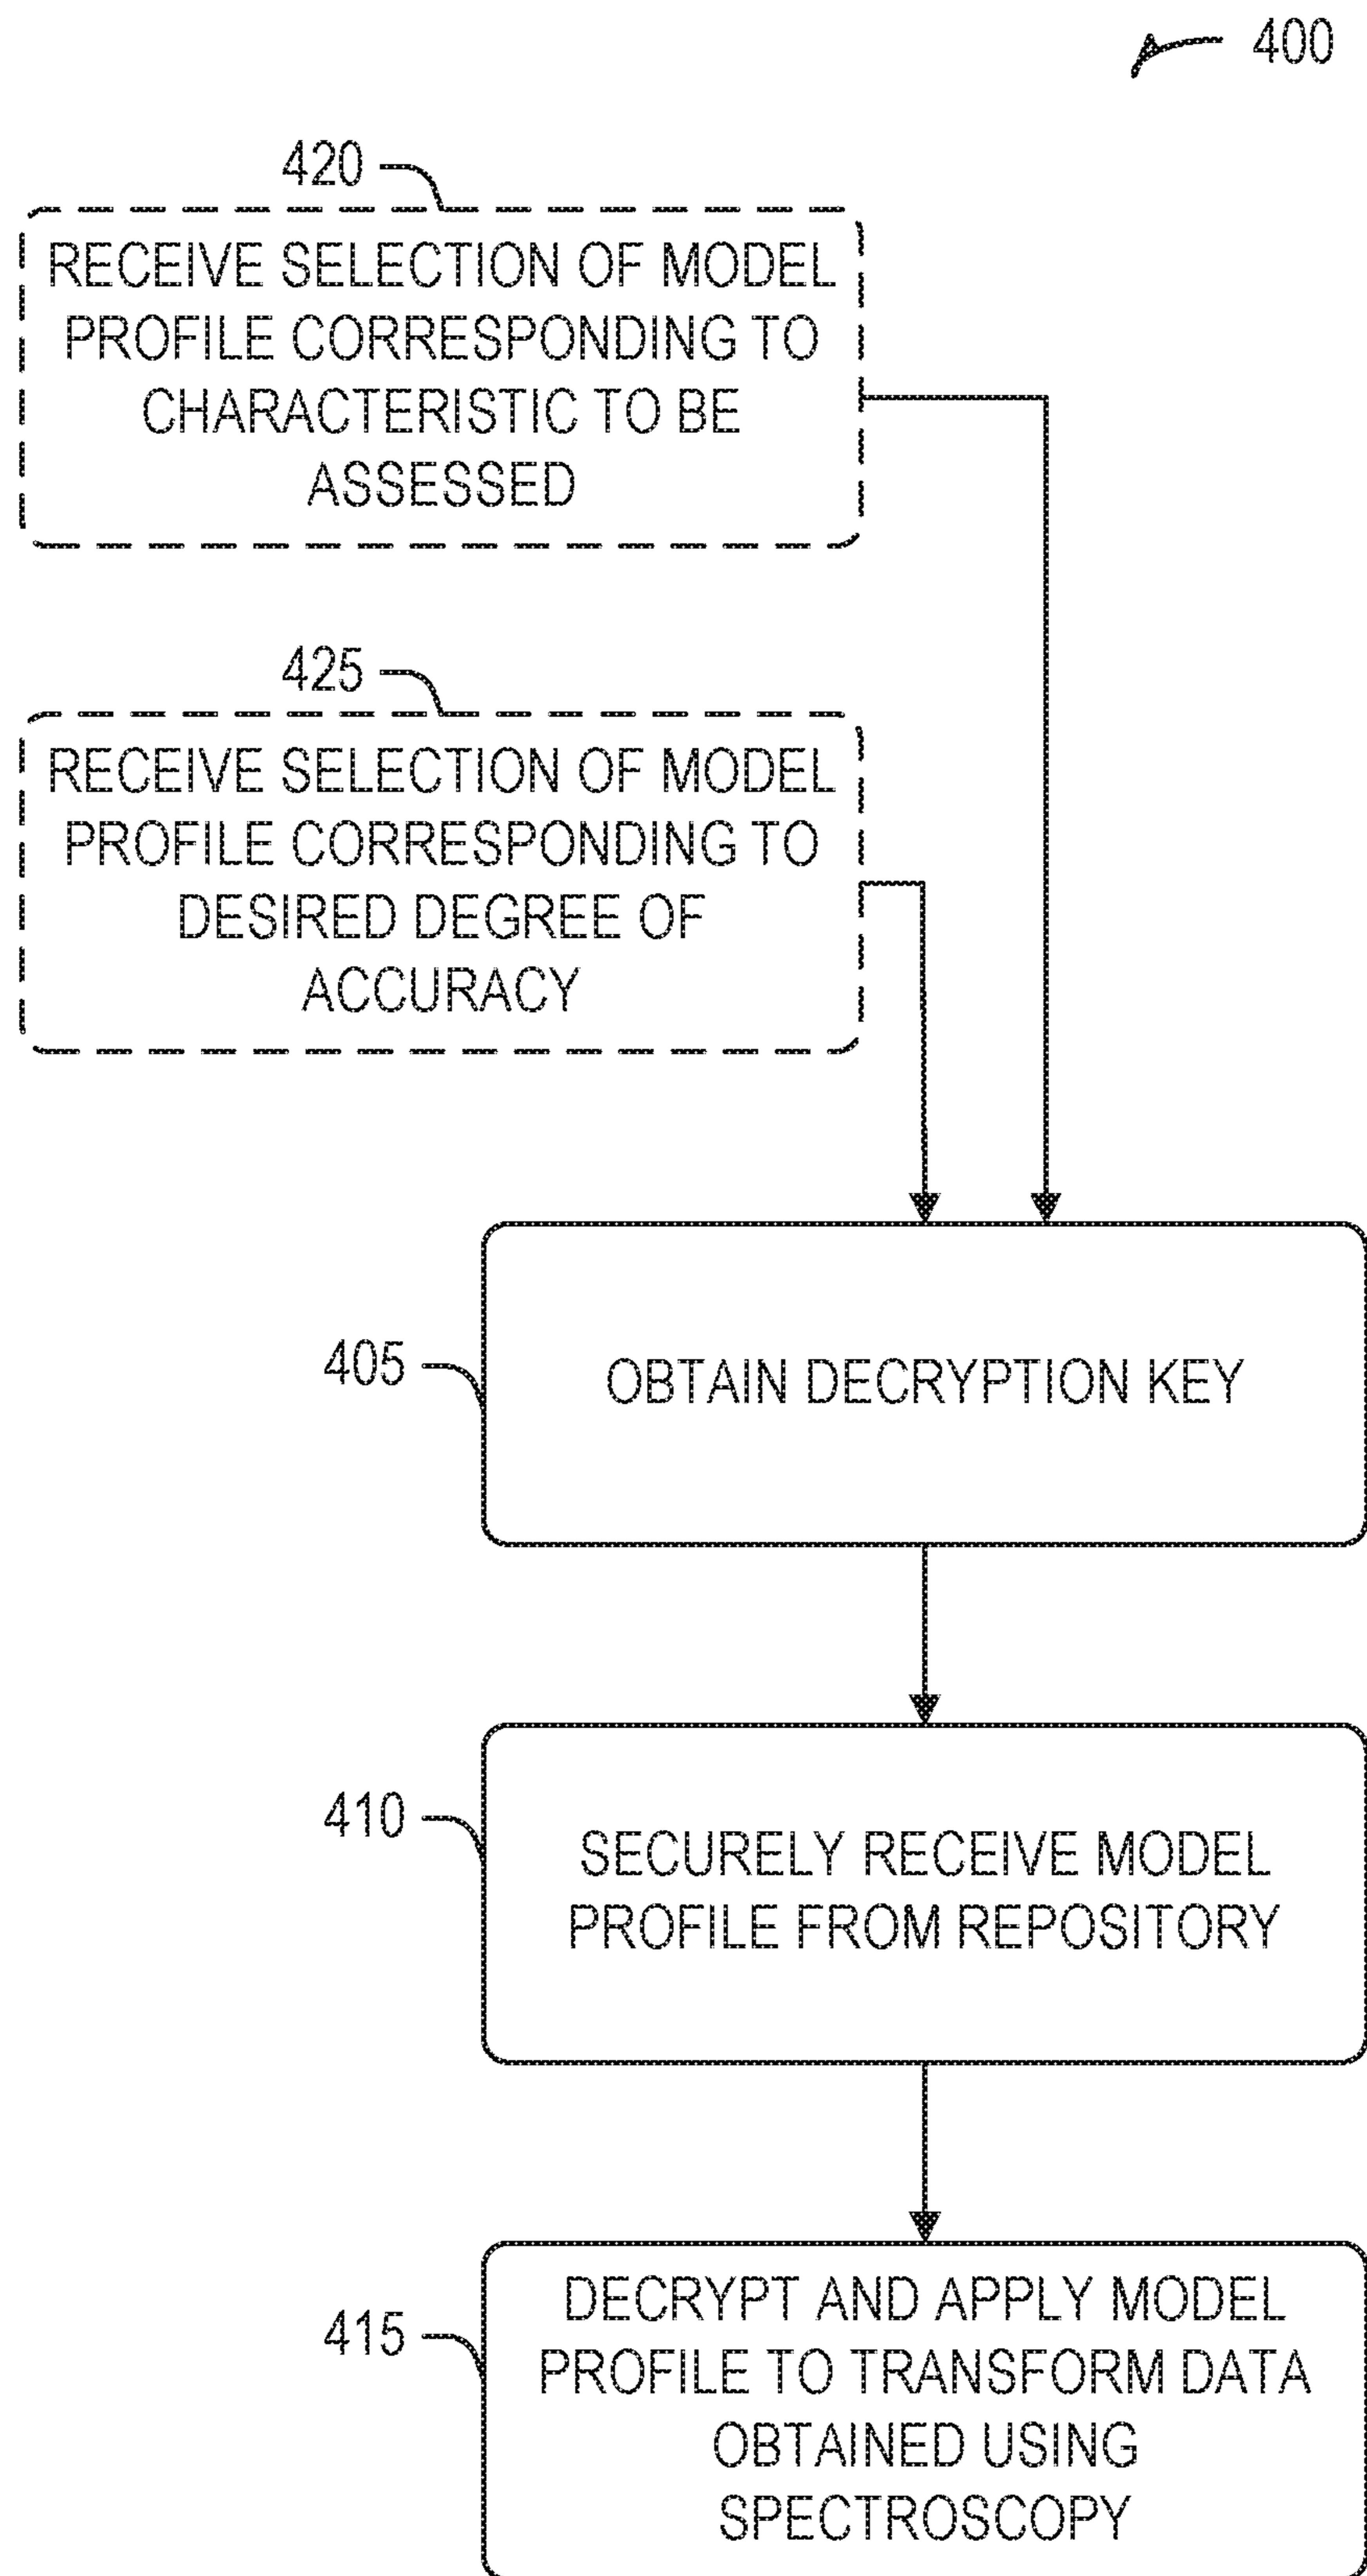 400
420
RECEIVE SELECTION OF MODEL
PROFILE CORRESPONDING TO
CHARACTERISTIC TO BE
ASSESSED
425
RECEIVE SELECTION OF MODEL
PROFILE CORRESPONDING TO
DESIRED DEGREE OF
ACCURACY
405
OBTAIN DECRYPTION KEY
410
SECURELY RECEIVE MODEL
PROFILE FROM REPOSITORY
415
DECRYPT AND APPLY MODEL
PROFILE TO TRANSFORM DATA
OBTAINED USING
SPECTROSCOPY